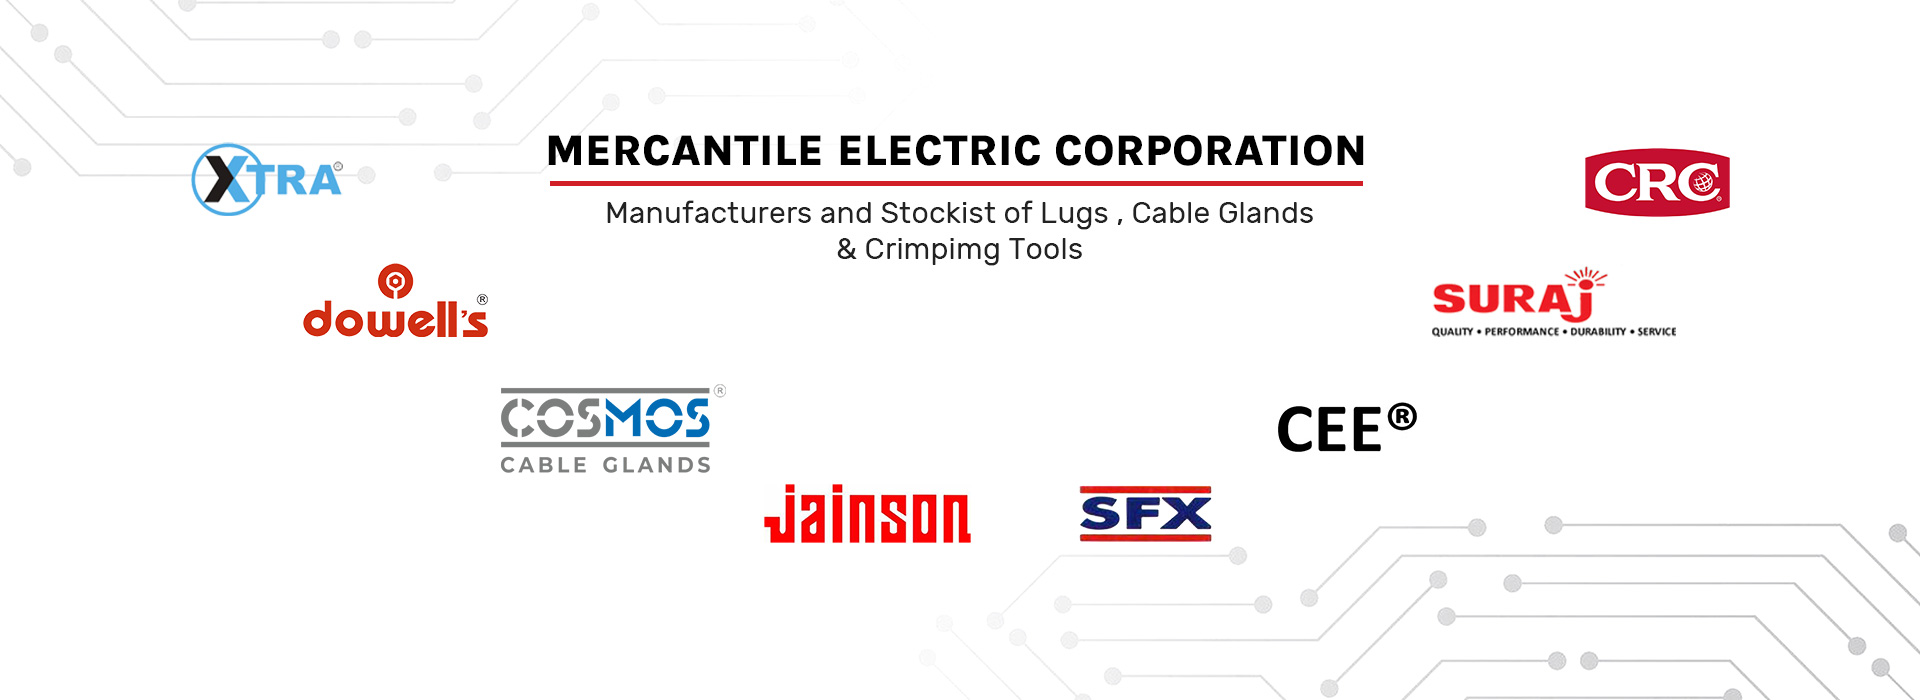 MERCANTILE ELECTRIC CORPORATION
Manufacturers and Stockist of Lugs , Cable Glands
& Crimpimg Tools
XTRA®
CRC®
dowell's®
SURAJ
QUALITY • PERFORMANCE • DURABILITY • SERVICE
COSMOS®
CABLE GLANDS
CEE®
jainson
SFX